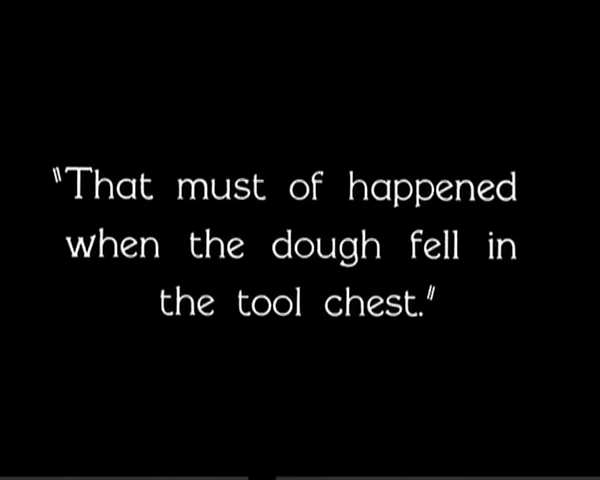 "That must of happened
when the dough fell in
the tool chest."